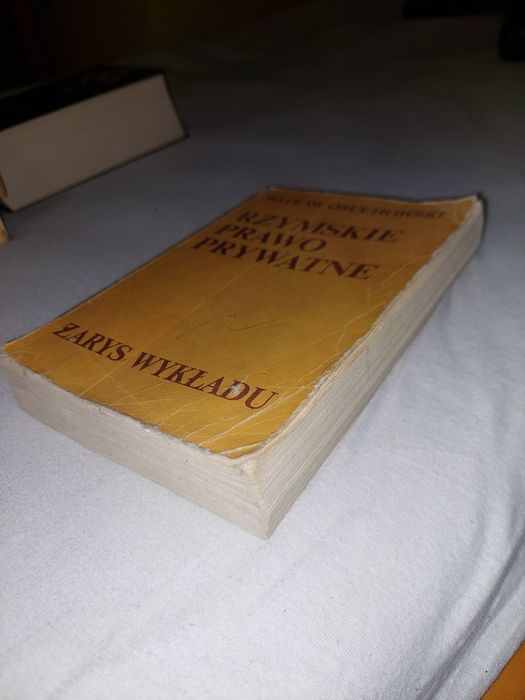 WACŁAW OSUCHOWSKI
RZYMSKIE
PRAWO
PRYWATNE
ZARYS WYKŁADU